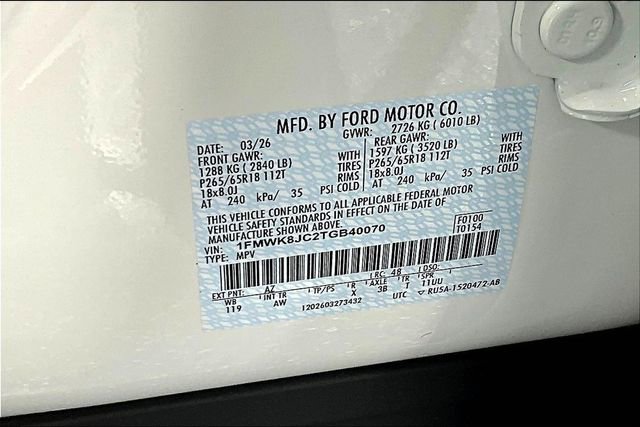 MFD. BY FORD MOTOR CO.
DATE: 03/26 GVWR: 2726 KG ( 6010 LB)
FRONT GAWR: REAR GAWR:
1288 KG ( 2840 LB) WITH 1597 KG ( 3520 LB) WITH
P265/65R18 112T TIRES P265/65R18 112T TIRES
18x8.0J RIMS 18x8.0J RIMS
AT 240 kPa/ 35 PSI COLD AT 240 kPa/ 35 PSI COLD
THIS VEHICLE CONFORMS TO ALL APPLICABLE FEDERAL MOTOR
VEHICLE SAFETY STANDARDS IN EFFECT ON THE DATE OF
MANUFACTURE SHOWN ABOVE.
VIN: 1FMWK8JC2TGB40070 F0100
TYPE: MPV T0154
EXT PNT: AZ RC: 48 DSO:
WB INT TR TP/PS R AXLE TR SPR
119 AW X 3B T 11UU
1202603273432 UTC RUSA-1520472-AB